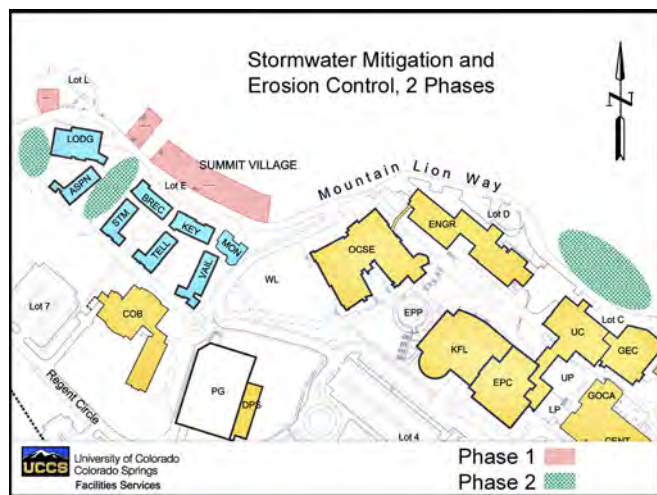 Stormwater Mitigation and
Erosion Control, 2 Phases
N
Lot L
LODG
SUMMIT VILLAGE
ASPN
Lot E
BREC
STM
KEY
TELL
MON
VAIL
Mountain Lion Way
ENGR
Lot D
OCSE
WL
Lot 7
COB
EPP
Lot C
UC
GEC
KFL
EPC
UP
LP
GOCA
CENT
Regent Circle
PG
DPS
Lot 4
UCCS
University of Colorado
Colorado Springs
Facilities Services
Phase 1
Phase 2